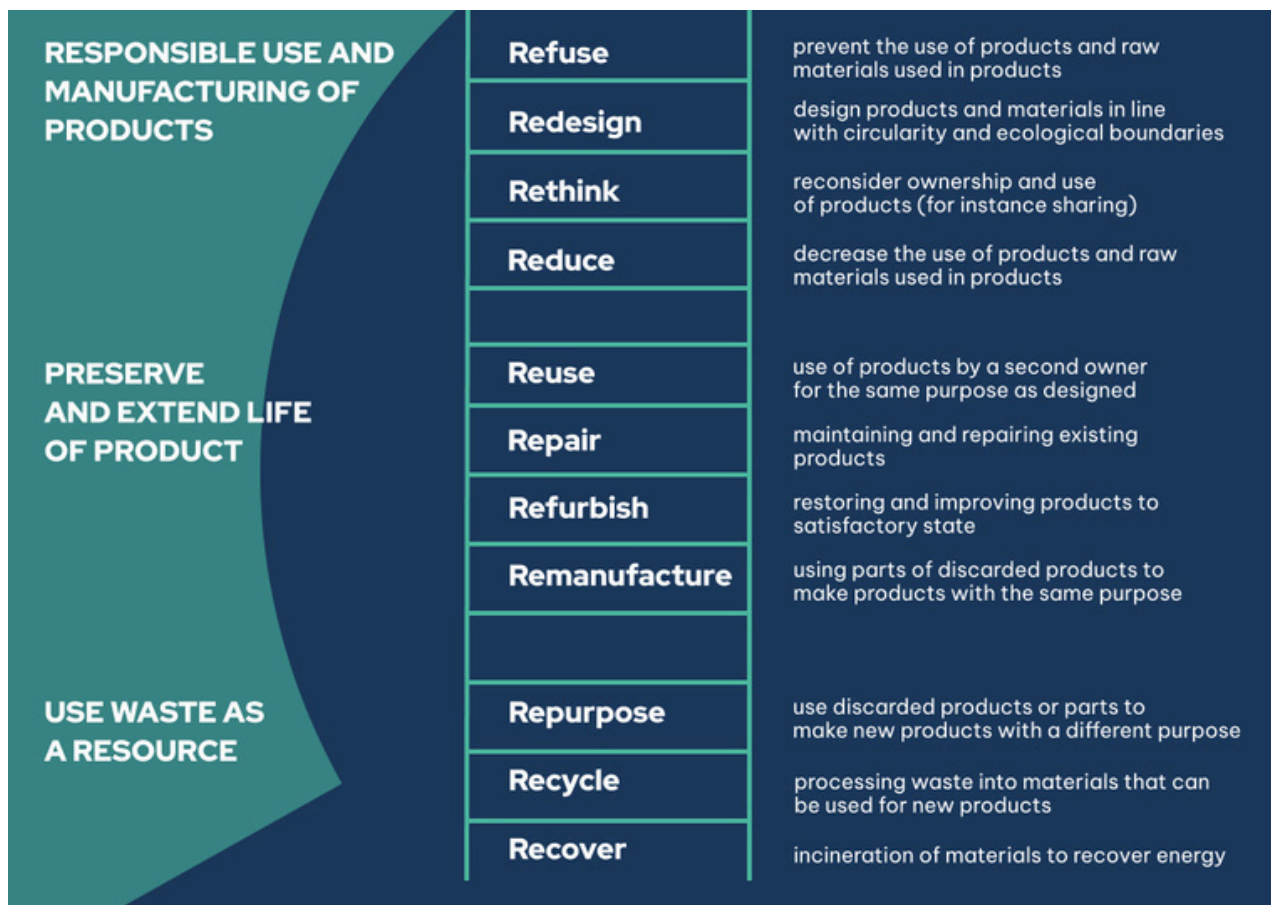 RESPONSIBLE USE AND
MANUFACTURING OF
PRODUCTS
Refuse
prevent the use of products and raw
materials used in products
Redesign
design products and materials in line
with circularity and ecological boundaries
Rethink
reconsider ownership and use
of products (for instance sharing)
Reduce
decrease the use of products and raw
materials used in products
PRESERVE
AND EXTEND LIFE
OF PRODUCT
Reuse
use of products by a second owner
for the same purpose as designed
Repair
maintaining and repairing existing
products
Refurbish
restoring and improving products to
satisfactory state
Remanufacture
using parts of discarded products to
make products with the same purpose
USE WASTE AS
A RESOURCE
Repurpose
use discarded products or parts to
make new products with a different purpose
Recycle
processing waste into materials that can
be used for new products
Recover
incineration of materials to recover energy